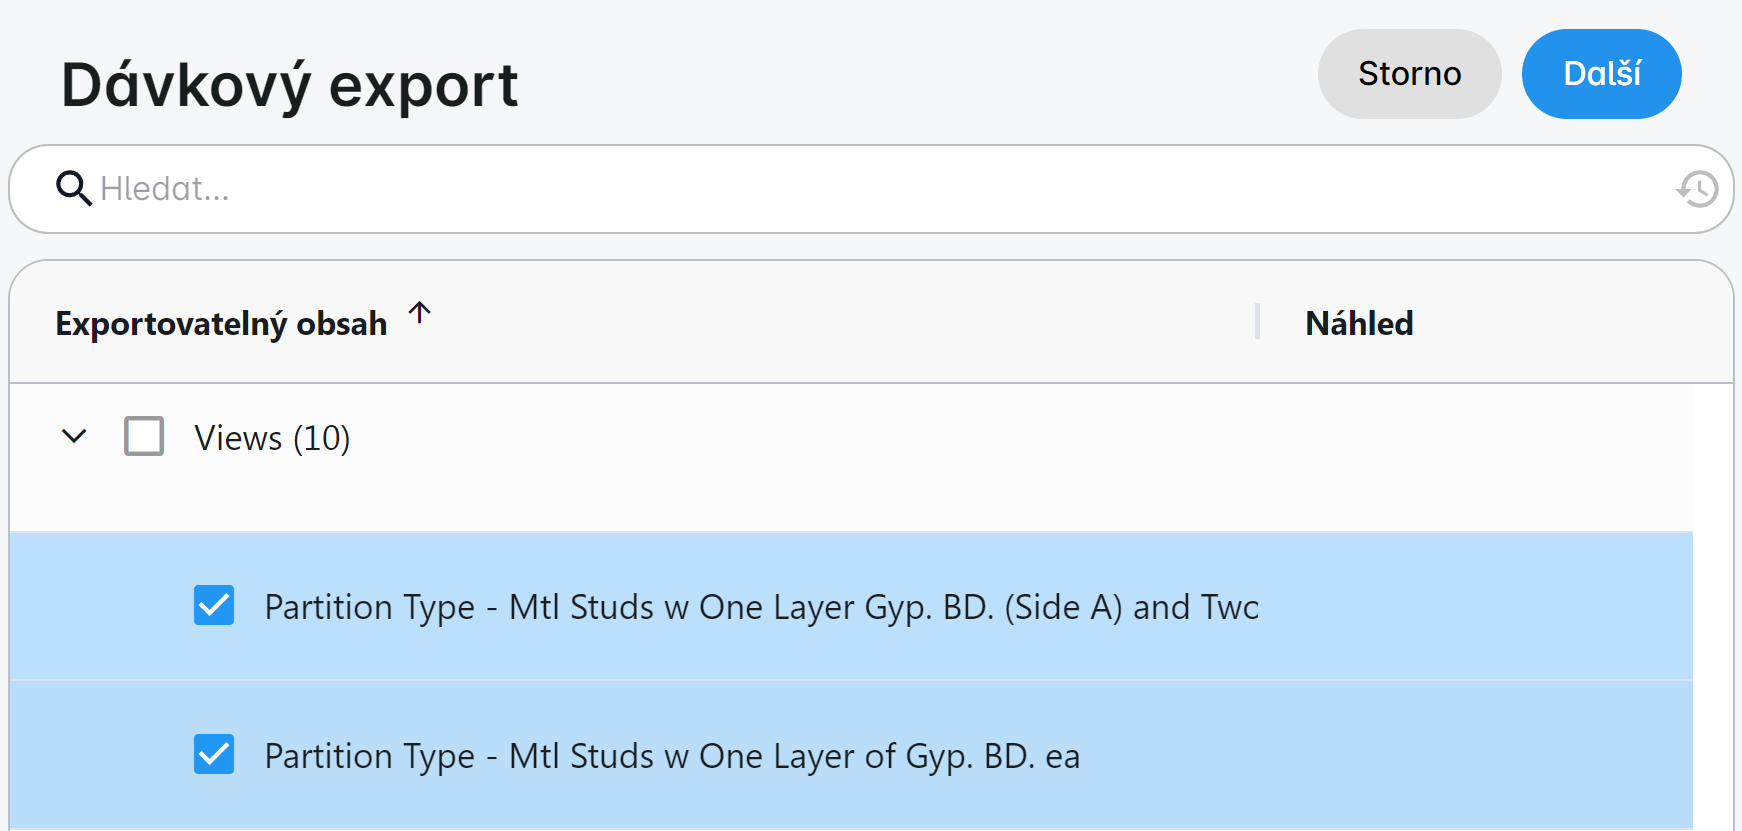 Dávkový export
Storno
Další
Hledat...
Exportovatelný obsah
Náhled
Views (10)
Partition Type - Mtl Studs w One Layer Gyp. BD. (Side A) and Two
Partition Type - Mtl Studs w One Layer of Gyp. BD. ea